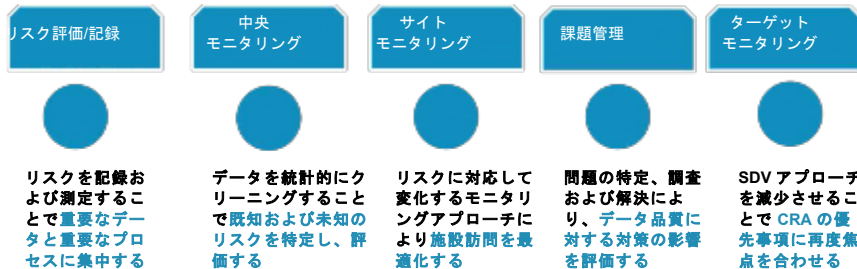 リスク評価/記録
中央
モニタリング
サイト
モニタリング
課題管理
ターゲット
モニタリング
リスクを記録お
よび測定するこ
とで重要なデー
タと重要なプロ
セスに集中する
データを統計的にク
リーニングすること
で既知および未知の
リスクを特定し、評
価する
リスクに対応して
変化するモニタリ
ングアプローチに
より施設訪問を最
適化する
問題の特定、調査
および解決によ
り、データ品質に
対する対策の影響
を評価する
SDV アプローチ
を減少させるこ
とで CRA の優
先事項に再度焦
点を合わせる